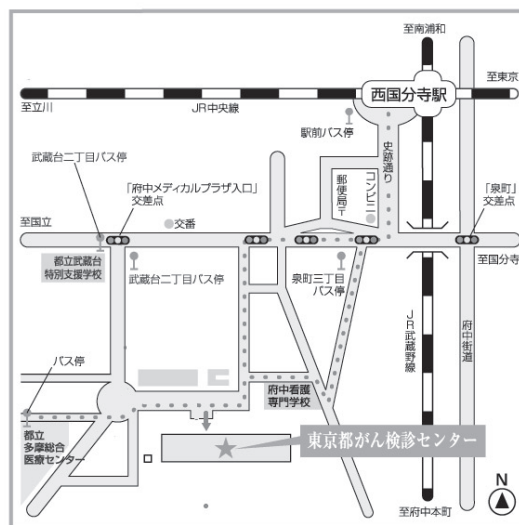 至南浦和
西国分寺駅
至東京
至立川
JR中央線
駅前バス停
史跡通り
武蔵台二丁目バス停
郵便局〒
コンビニ
「府中メディカルプラザ入口」
交差点
「泉町」
交差点
交番
至国立
至国分寺
都立武蔵台
特別支援学校
武蔵台二丁目バス停
泉町三丁目
バス停
JR武蔵野線
府中街道
バス停
府中看護
専門学校
都立
多摩総合
医療センター
東京都がん検診センター
N
至府中本町